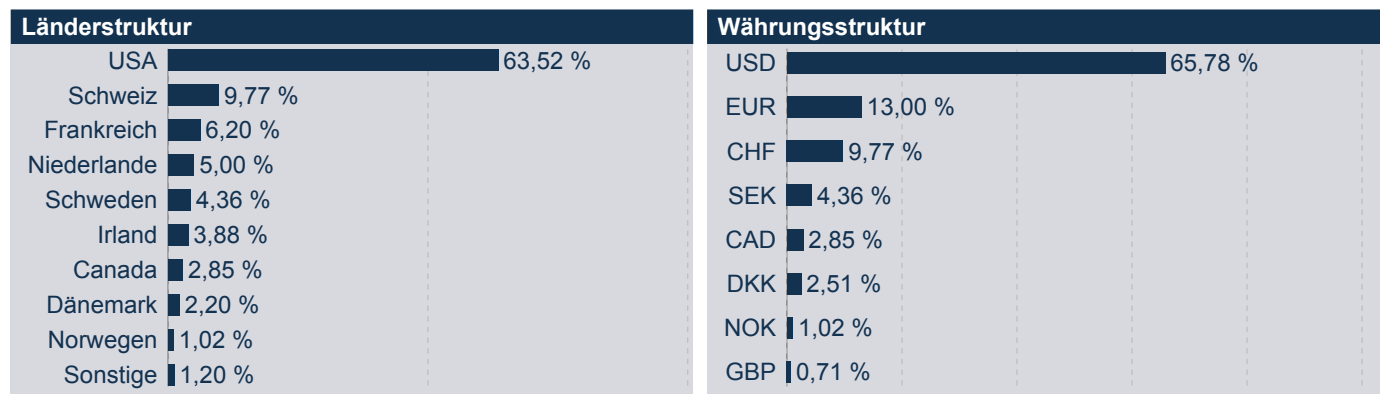 Länderstruktur
USA 63,52 %
Schweiz 9,77 %
Frankreich 6,20 %
Niederlande 5,00 %
Schweden 4,36 %
Irland 3,88 %
Canada 2,85 %
Dänemark 2,20 %
Norwegen 1,02 %
Sonstige 1,20 %
Währungsstruktur
USD 65,78 %
EUR 13,00 %
CHF 9,77 %
SEK 4,36 %
CAD 2,85 %
DKK 2,51 %
NOK 1,02 %
GBP 0,71 %